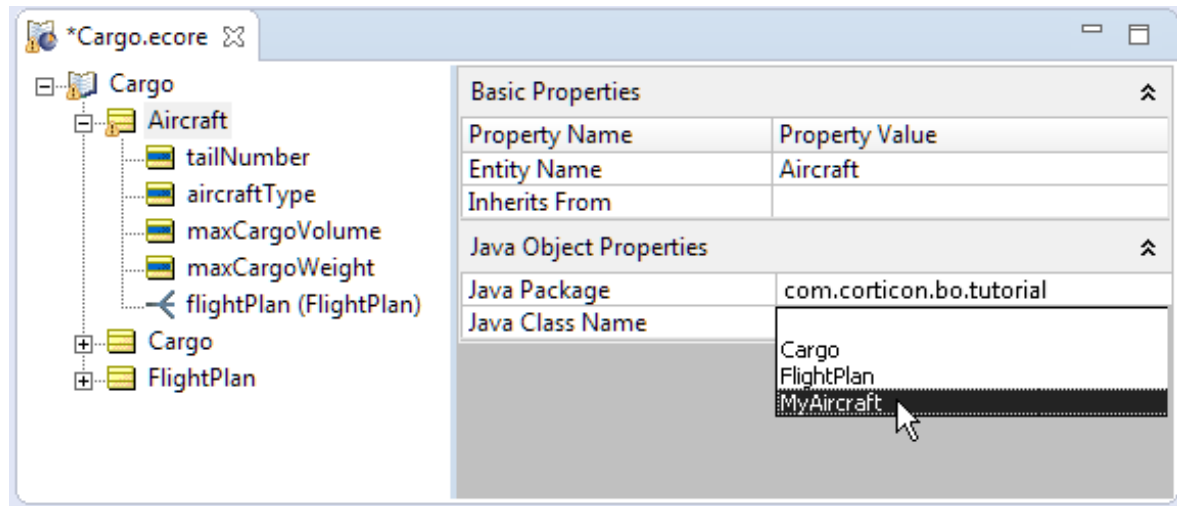 *Cargo.ecore
Cargo
Aircraft
tailNumber
aircraftType
maxCargoVolume
maxCargoWeight
flightPlan (FlightPlan)
Cargo
FlightPlan
Basic Properties
Property Name Property Value
Entity Name Aircraft
Inherits From
Java Object Properties
Java Package com.corticon.bo.tutorial
Java Class Name
Cargo
FlightPlan
MyAircraft